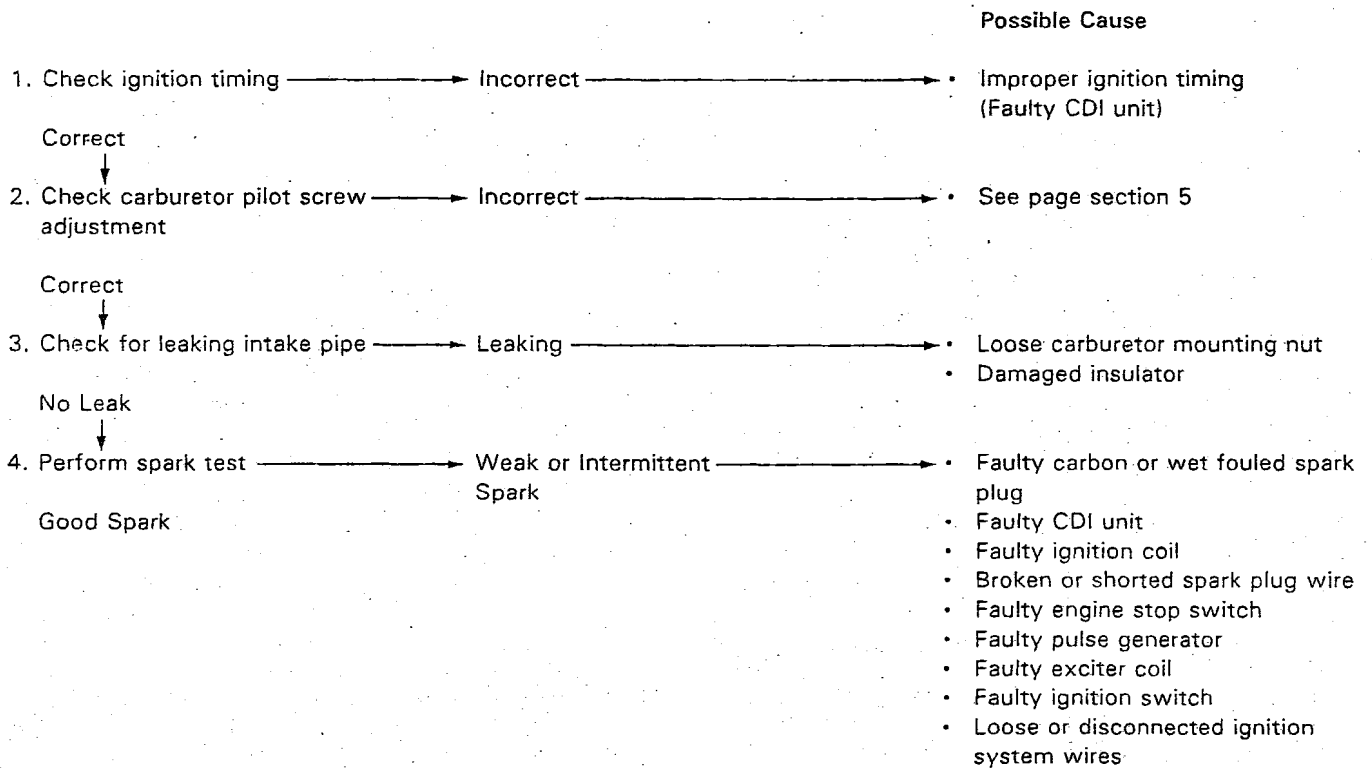 Possible Cause
1. Check ignition timing Incorrect • Improper ignition timing
(Faulty CDI unit)
Correct
2. Check carburetor pilot screw Incorrect • See page section 5
adjustment
Correct
3. Check for leaking intake pipe Leaking • Loose carburetor mounting nut
• Damaged insulator
No Leak
4. Perform spark test Weak or Intermittent • Faulty carbon or wet fouled spark
Spark plug
Good Spark • Faulty CDI unit
• Faulty ignition coil
• Broken or shorted spark plug wire
• Faulty engine stop switch
• Faulty pulse generator
• Faulty exciter coil
• Faulty ignition switch
• Loose or disconnected ignition
system wires